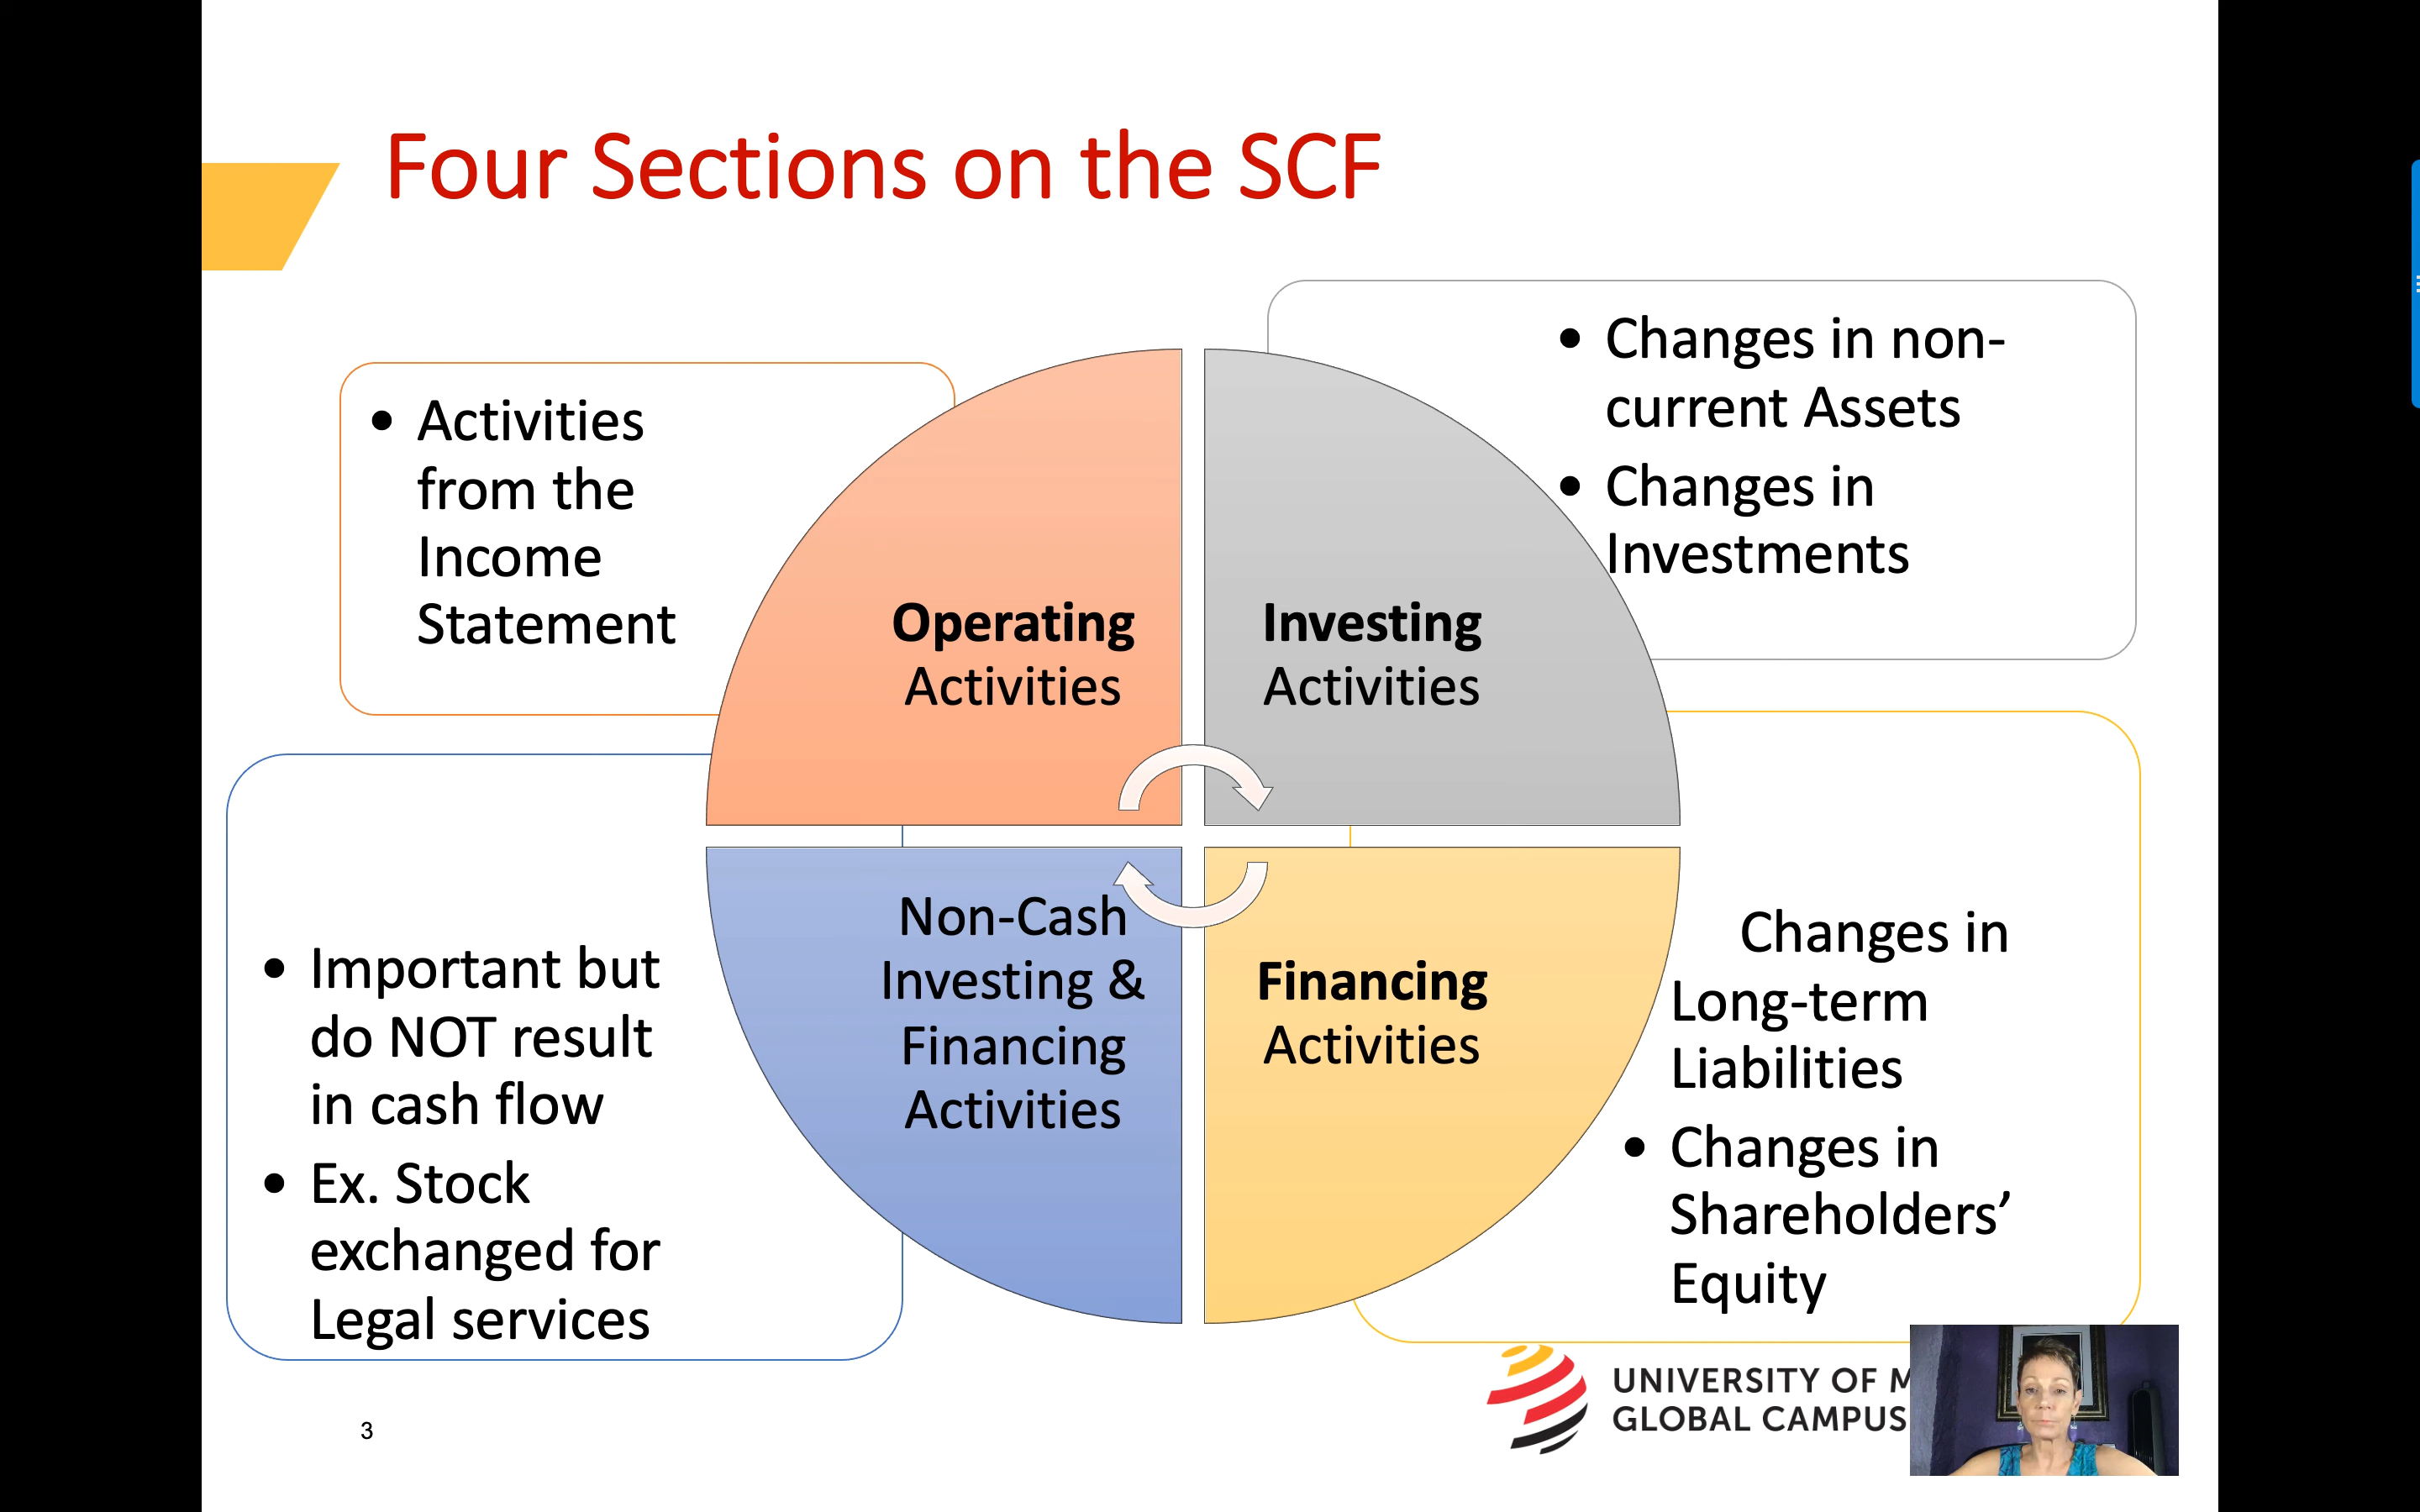 Four Sections on the SCF
• Activities
from the
Income
Statement
Operating
Activities
Investing
Activities
• Changes in non-
current Assets
• Changes in
Investments
• Important but
do NOT result
in cash flow
• Ex. Stock
exchanged for
Legal services
Non-Cash
Investing &
Financing
Activities
Financing
Activities
Changes in
Long-term
Liabilities
• Changes in
Shareholders’
Equity
3
UNIVERSITY OF
GLOBAL CAMPUS